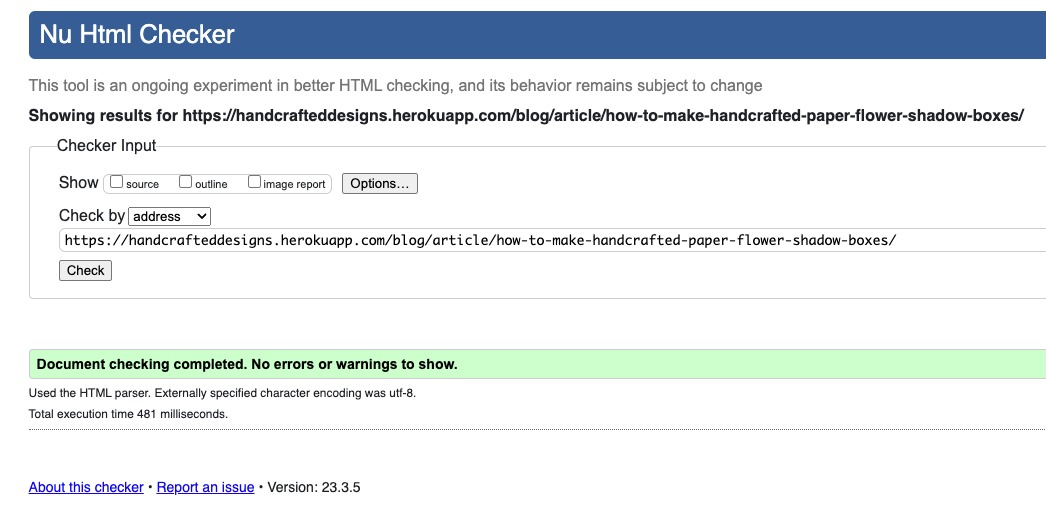 Nu Html Checker
This tool is an ongoing experiment in better HTML checking, and its behavior remains subject to change
Showing results for https://handcrafteddesigns.herokuapp.com/blog/article/how-to-make-handcrafted-paper-flower-shadow-boxes/
Checker Input
Show source outline image report Options...
Check by address
https://handcrafteddesigns.herokuapp.com/blog/article/how-to-make-handcrafted-paper-flower-shadow-boxes/
Check
Document checking completed. No errors or warnings to show.
Used the HTML parser. Externally specified character encoding was utf-8.
Total execution time 481 milliseconds.
About this checker • Report an issue • Version: 23.3.5